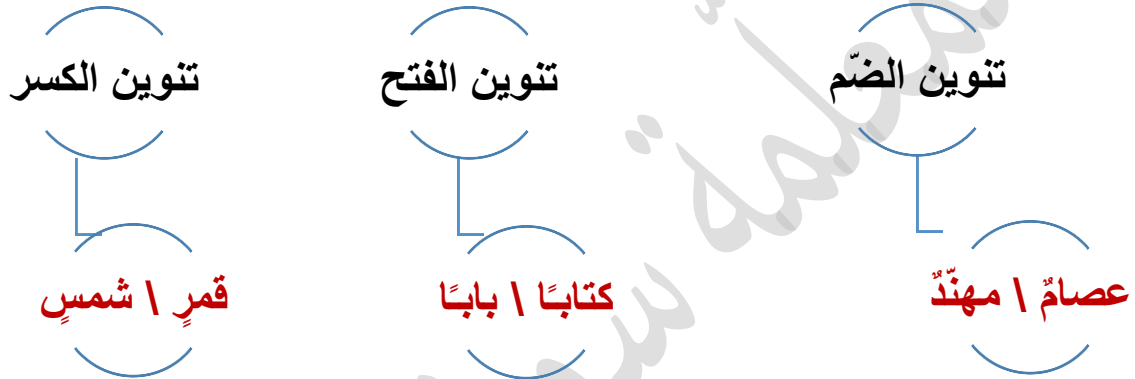 تنوين الضّم
تنوين الفتح
تنوين الكسر
عصامٌ \ مهنّدٌ
كتابًا \ بابًا
قمرٍ \ شمسٍ